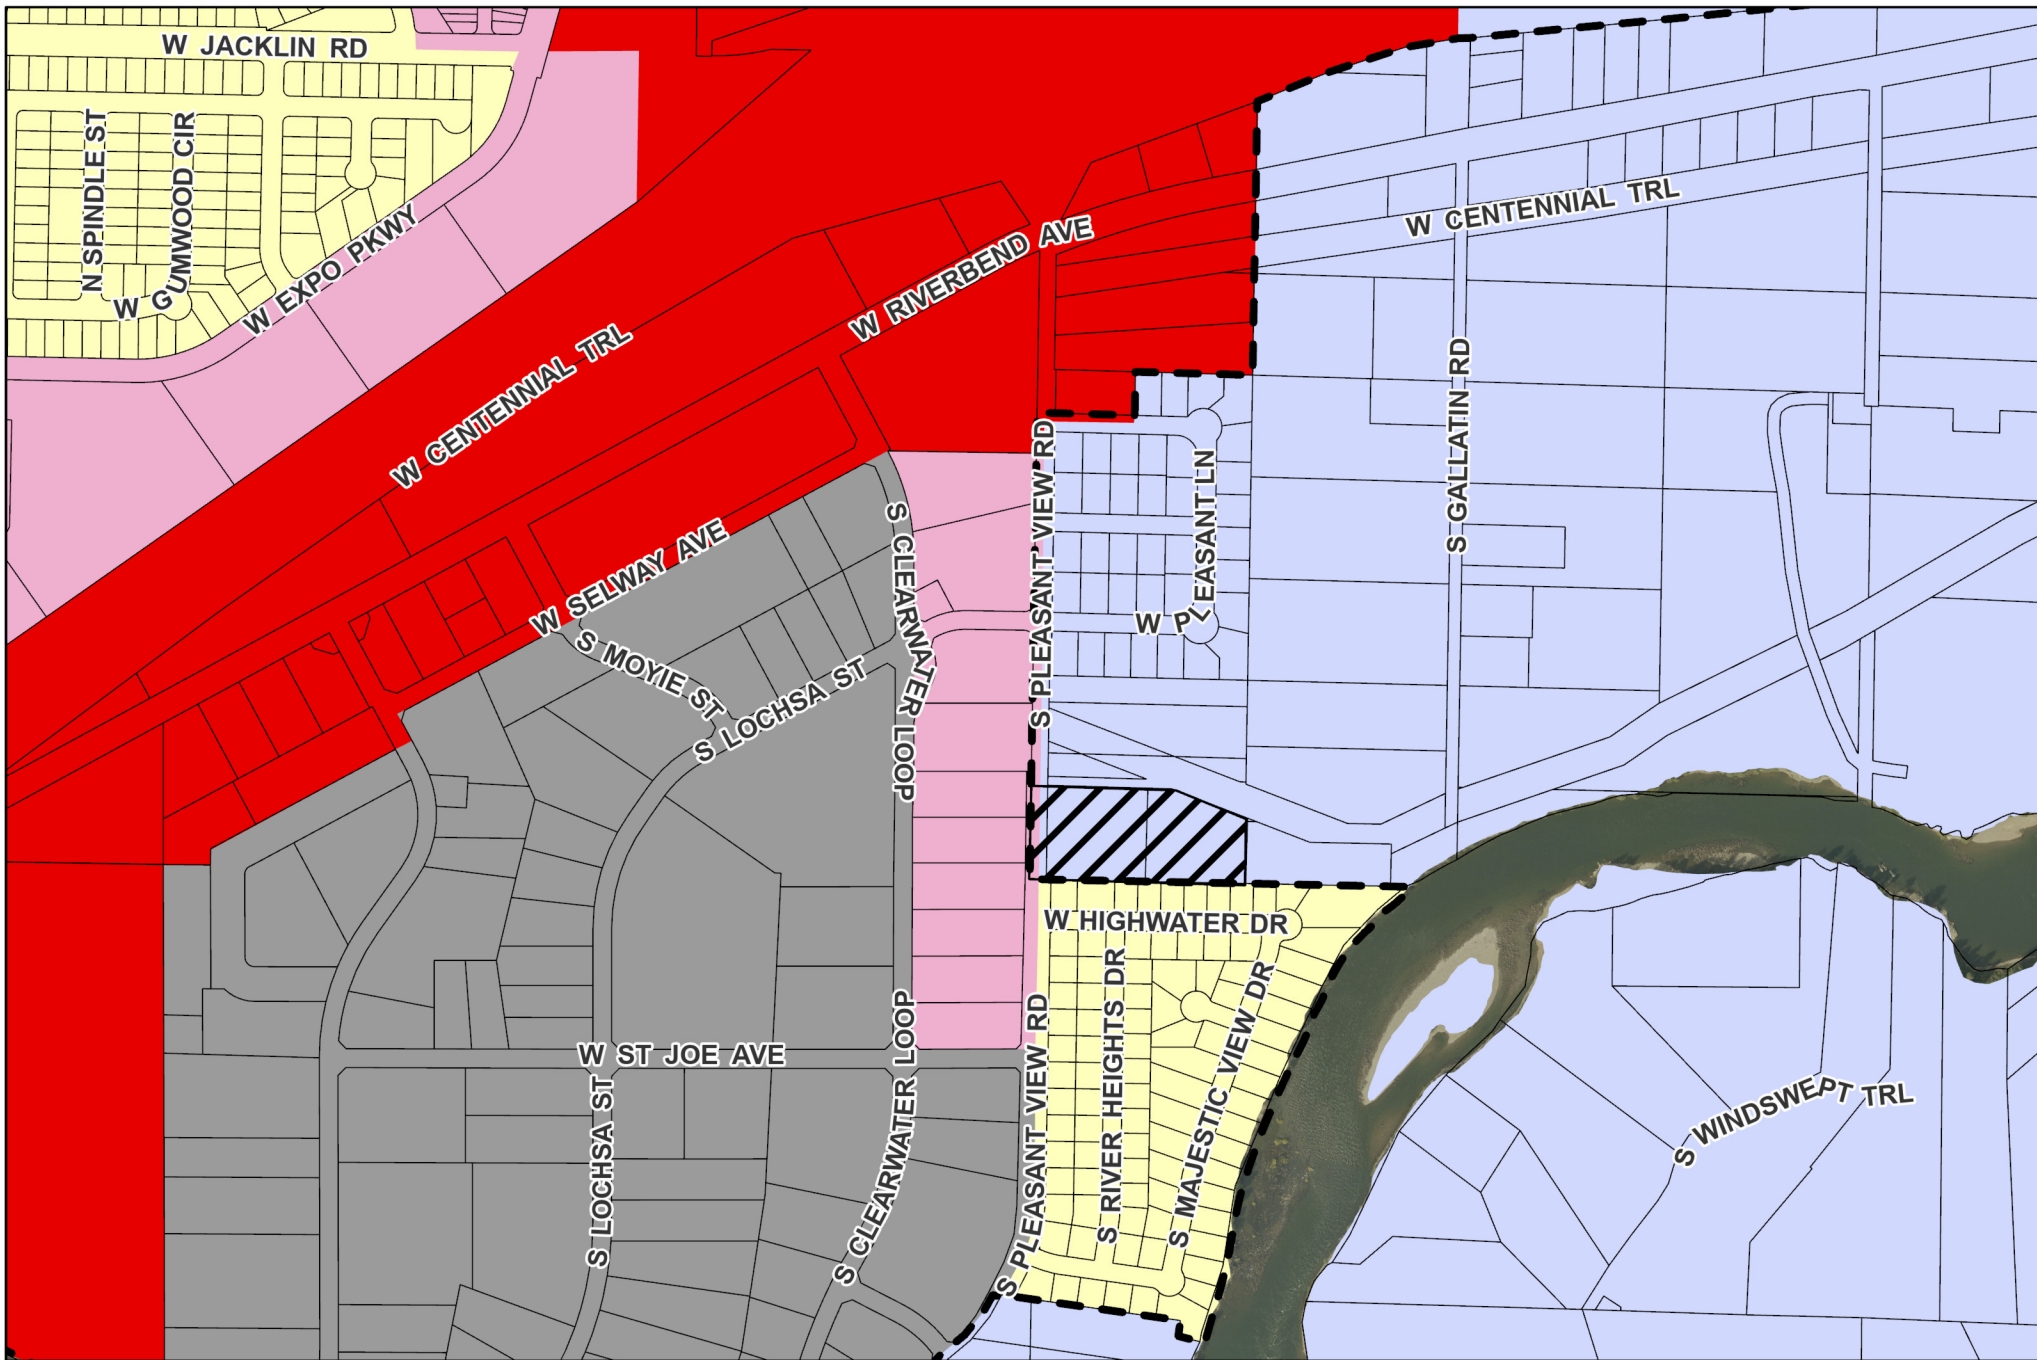 W JACKLIN RD
N SPINDLE ST
W GUMWOOD CIR
W EXPO PKWY
W CENTENNIAL TRL
W RIVERBEND AVE
W CENTENNIAL TRL
S GALLATIN RD
S PLEASANT VIEW RD
W PLEASANT LN
S CLEARWATER LOOP
W SELWAY AVE
S MOYIE ST
S LOCHSA ST
W HIGHWATER DR
S RIVER HEIGHTS DR
S MAJESTIC VIEW DR
S PLEASANT VIEW RD
W ST JOE AVE
S LOCHSA ST
S CLEARWATER LOOP
S WINDSWEPT TRL